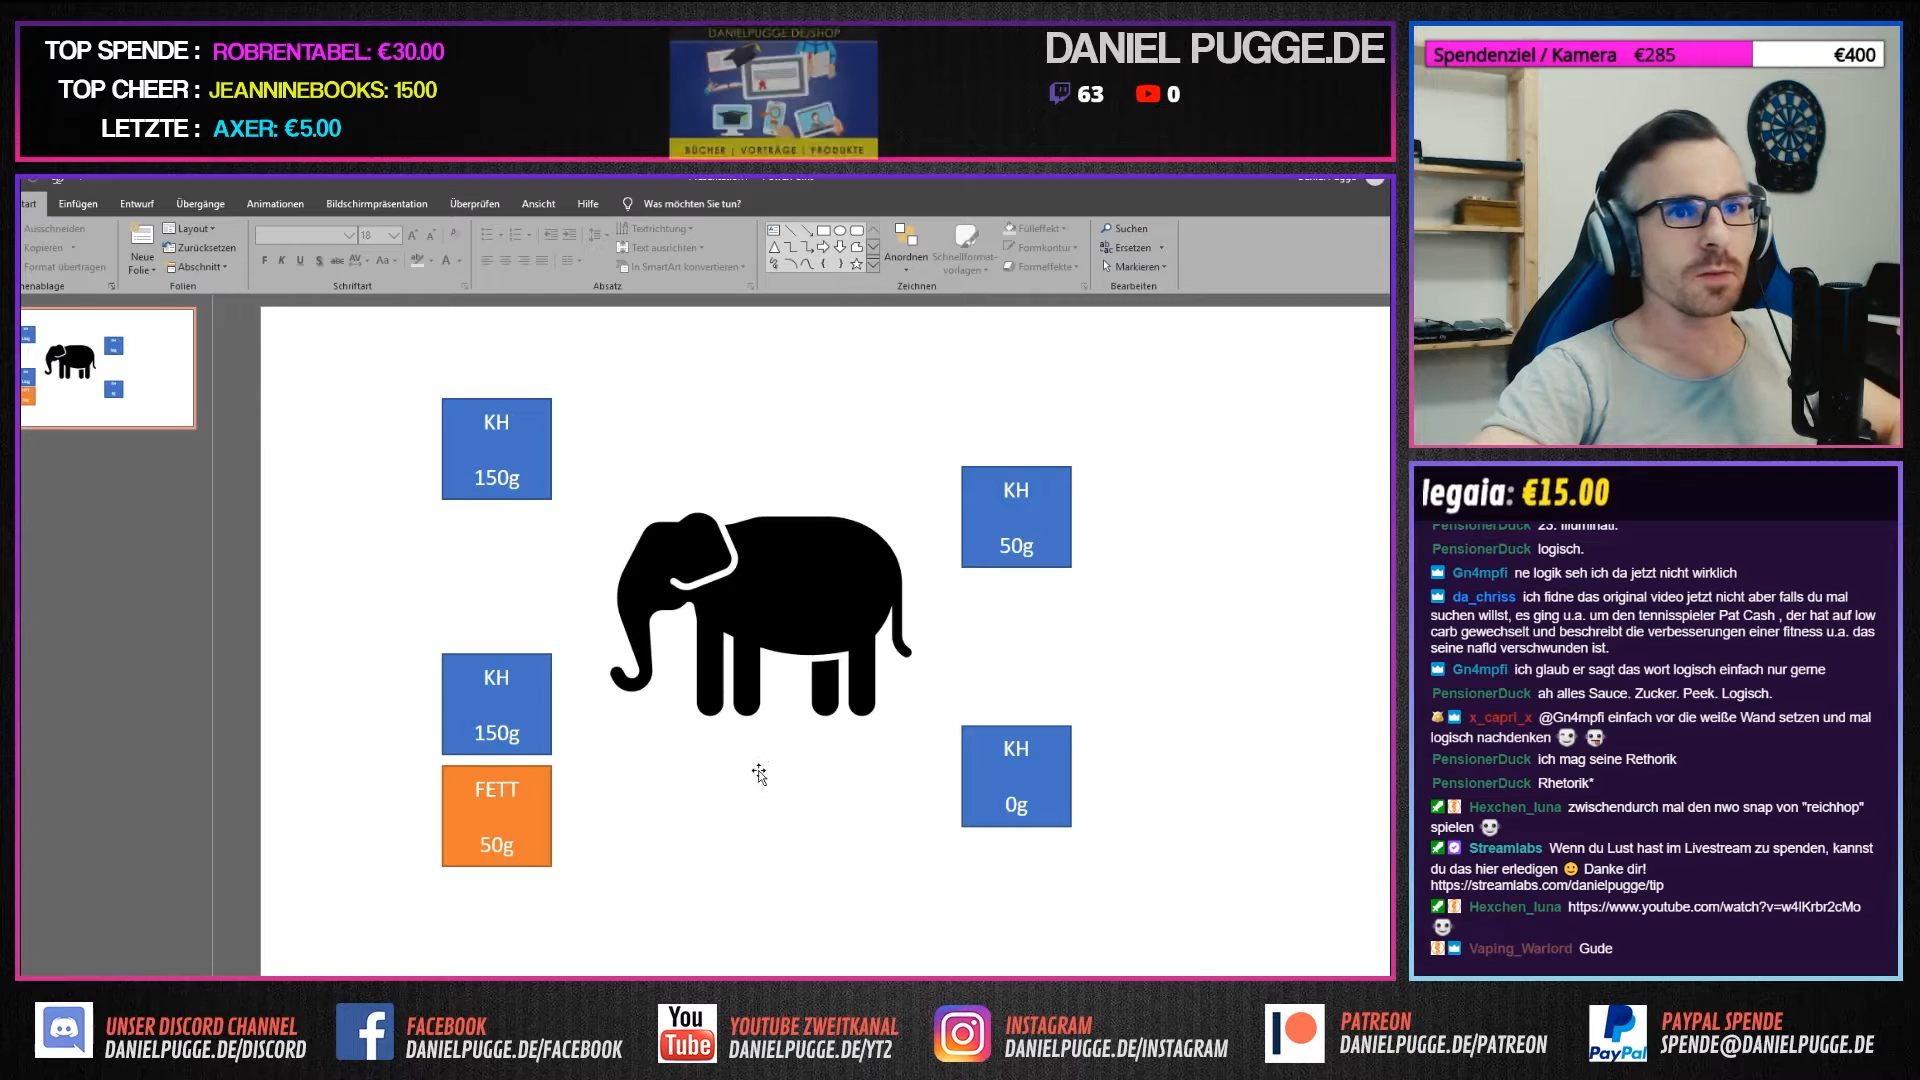 TOP SPENDE : ROBRENTABEL: €30.00
TOP CHEER : JEANNINEBOOKS: 1500
LETZTE : AXER: €5.00
DANIELPUGGE.DE/SHOP
BÜCHER | VORTRÄGE | PRODUKTE
DANIEL PUGGE.DE
63 0
Spendenziel / Kamera €285 €400
tart Einfügen Entwurf Übergänge Animationen Bildschirmpräsentation Überprüfen Ansicht Hilfe Was möchten Sie tun?
Ausschneiden
Kopieren
Format übertragen
nenablage
Neue
Folie
Layout
Zurücksetzen
Abschnitt
Folien
18
F K U S abc AV Aa
Schriftart
Textrichtung
Text ausrichten
In SmartArt konvertieren
Absatz
Anordnen
Schnellformat-
vorlagen
Fülleffekt
Formkontur
Formeffekte
Zeichnen
Suchen
Ersetzen
Markieren
Bearbeiten
KH
150g
KH
50g
KH
150g
FETT
50g
KH
0g
legaia: €15.00
PensionerDuck 23. Illuminati.
PensionerDuck logisch.
Gn4mpfi ne logik seh ich da jetzt nicht wirklich
da_chriss ich fidne das original video jetzt nicht aber falls du mal
suchen willst, es ging u.a. um den tennisspieler Pat Cash , der hat auf low
carb gewechselt und beschreibt die verbesserungen einer fitness u.a. das
seine nafld verschwunden ist.
Gn4mpfi ich glaub er sagt das wort logisch einfach nur gerne
PensionerDuck ah alles Sauce. Zucker. Peek. Logisch.
x_capri_x @Gn4mpfi einfach vor die weiße Wand setzen und mal
logisch nachdenken
PensionerDuck ich mag seine Rethorik
PensionerDuck Rhetorik*
Hexchen_luna zwischendurch mal den nwo snap von "reichhop"
spielen
Streamlabs Wenn du Lust hast im Livestream zu spenden, kannst
du das hier erledigen Danke dir!
https://streamlabs.com/danielpugge/tip
Hexchen_luna https://www.youtube.com/watch?v=w4lKrbr2cMo
Vaping_Warlord Gude
UNSER DISCORD CHANNEL
DANIELPUGGE.DE/DISCORD
FACEBOOK
DANIELPUGGE.DE/FACEBOOK
You
Tube
YOUTUBE ZWEITKANAL
DANIELPUGGE.DE/YT2
INSTAGRAM
DANIELPUGGE.DE/INSTAGRAM
PATREON
DANIELPUGGE.DE/PATREON
PayPal
PAYPAL SPENDE
SPENDE@DANIELPUGGE.DE